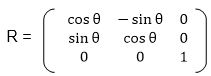 R = ( cos θ − sin θ 0
sin θ cos θ 0
0 0 1 )